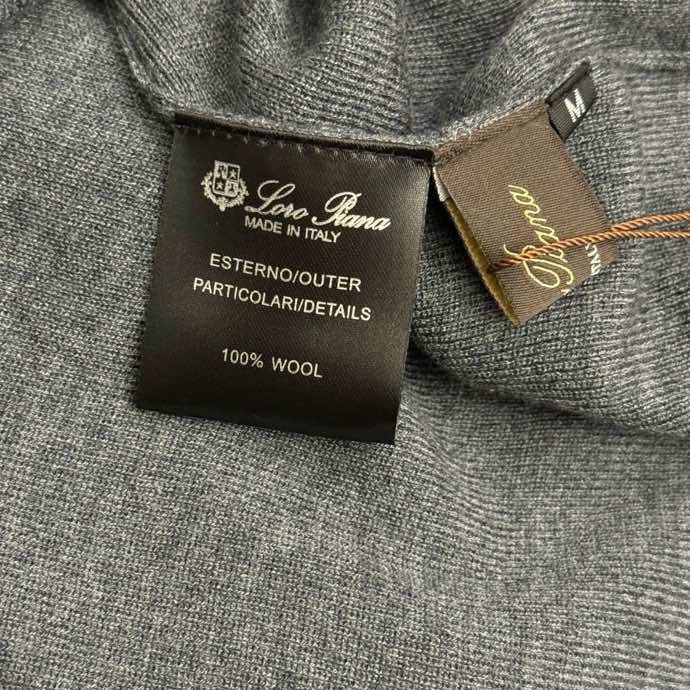 Loro Piana
MADE IN ITALY
ESTERNO/OUTER
PARTICOLARI/DETAILS
100% WOOL
M